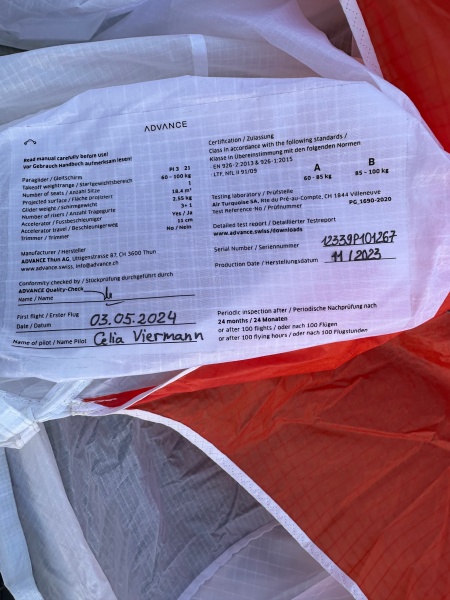 ADVANCE
Read manual carefully before use!
Vor Gebrauch Handbuch aufmerksam lesen!
Paraglider / Gleitschirm PI 3 21
Takeoff weightrange / Startgewichtsbereich 60 - 100 kg
Number of seats / Anzahl Sitze 1
Projected surface / Fläche projiziert 18.4 m²
Glider weight / Schirmgewicht 2,55 kg
Number of risers / Anzahl Tragegurte 3+ 1
Accelerator / Fussbeschleuniger Yes / Ja
Accelerator travel / Beschleunigerweg 11 cm
Trimmer / Trimmer No / Nein
Manufacturer / Hersteller
ADVANCE Thun AG, Uttigenstrasse 87, CH 3600 Thun
www.advance.swiss, info@advance.ch
Conformity checked by / Stückprüfung durchgeführt durch
ADVANCE Quality-Check
Name / Name
First flight / Erster Flug
Date / Datum 03.05.2024
Name of pilot / Name Pilot Celia Viermann
Certification / Zulassung
Class in accordance with the following standards /
Klasse in Übereinstimmung mit den folgenden Normen
· EN 926-2:2013 & 926-1:2015
· LTF, NFL II 91/09
A B
60 - 85 kg 85 - 100 kg
Testing laboratory / Prüfstelle
Air Turquoise SA, Rte du Pré-au-Compte, CH 1844 Villeneuve
Test Reference-No / Prüfnummer PG_1690-2020
Detailed test report / Detaillierter Testreport
www.advance.swiss/downloads
Serial Number / Seriennummer 12339P101267
Production Date / Herstellungsdatum 11 / 2023
Periodic inspection after / Periodische Nachprüfung nach
24 months / 24 Monaten
or after 100 flights / oder nach 100 Flügen
or after 100 flying hours / oder nach 100 Flugstunden